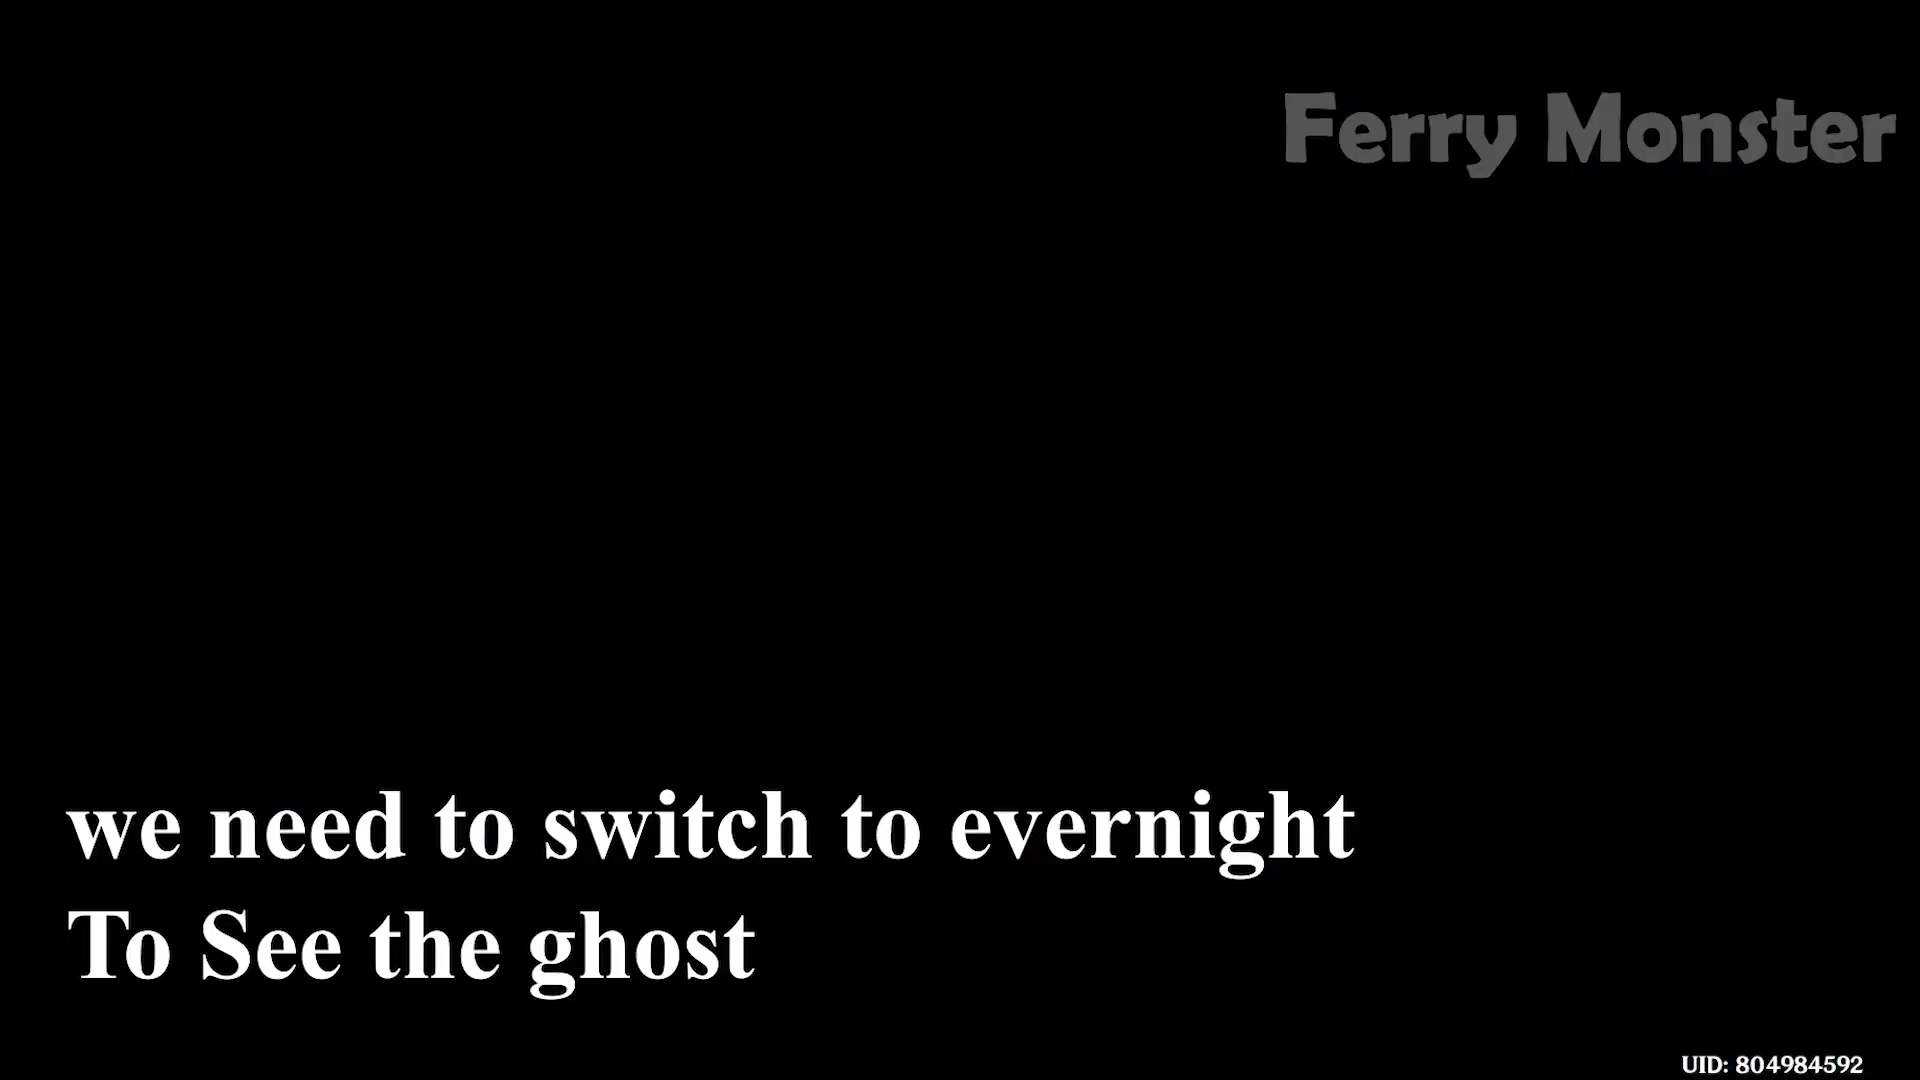 Ferry Monster
we need to switch to evernight
To See the ghost
UID: 804984592